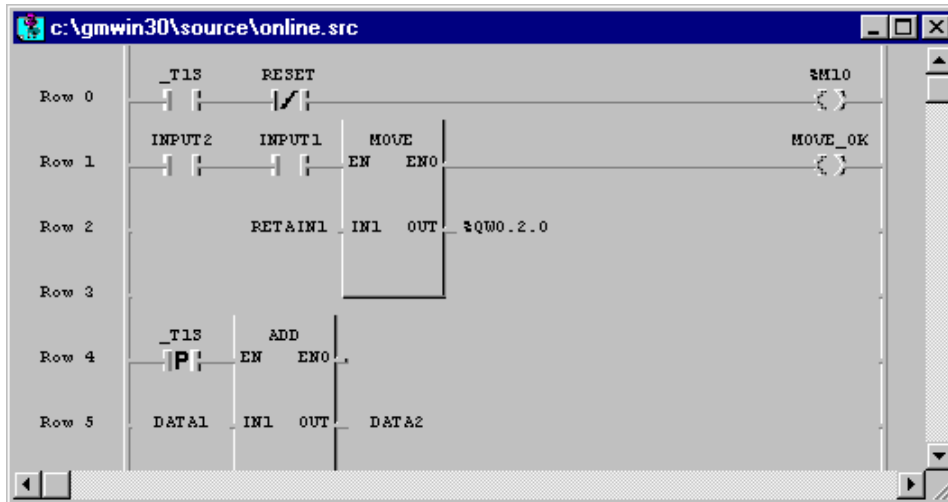 c:\gmwin30\source\online.src
_T1S RESET %M10
Row 0
INPUT2 INPUT1 MOVE MOVE_OK
Row 1 EN ENO
Row 2 RETAIN1 IN1 OUT %QW0.2.0
Row 3
_T1S ADD
Row 4 P EN ENO
Row 5 DATA1 IN1 OUT DATA2